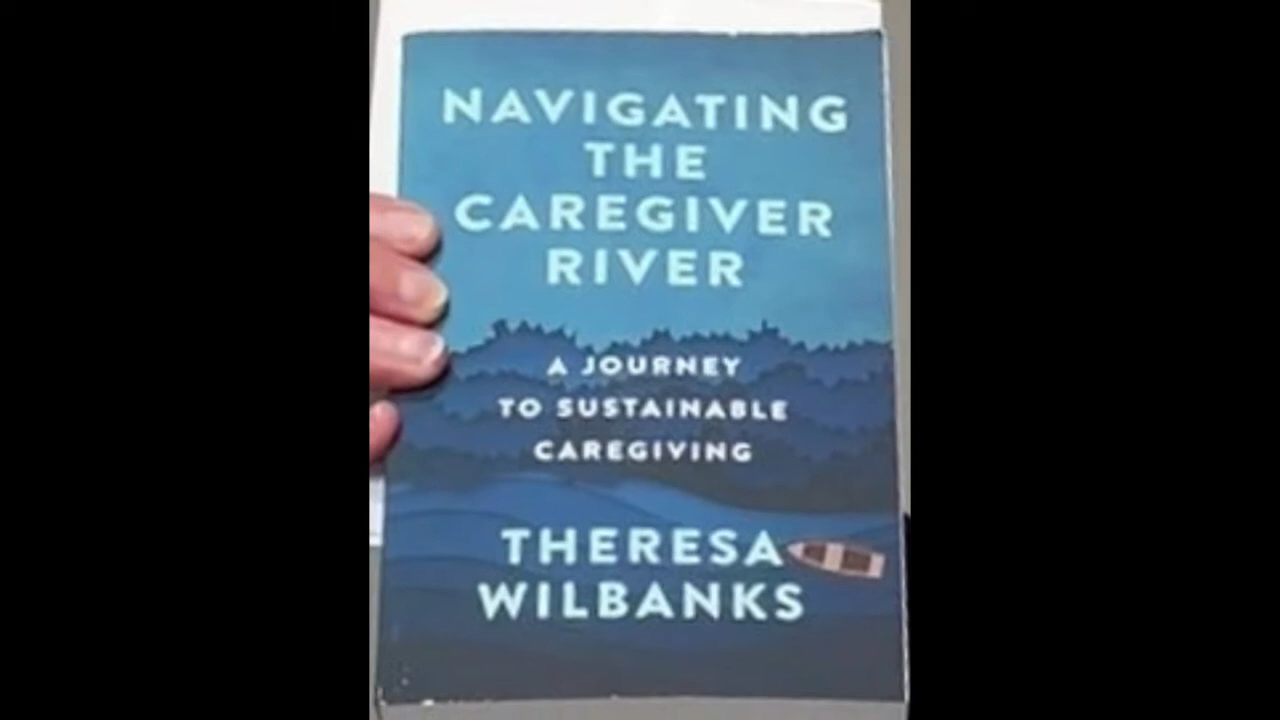 NAVIGATING
THE
CAREGIVER
RIVER
A JOURNEY
TO SUSTAINABLE
CAREGIVING
THERESA
WILBANKS